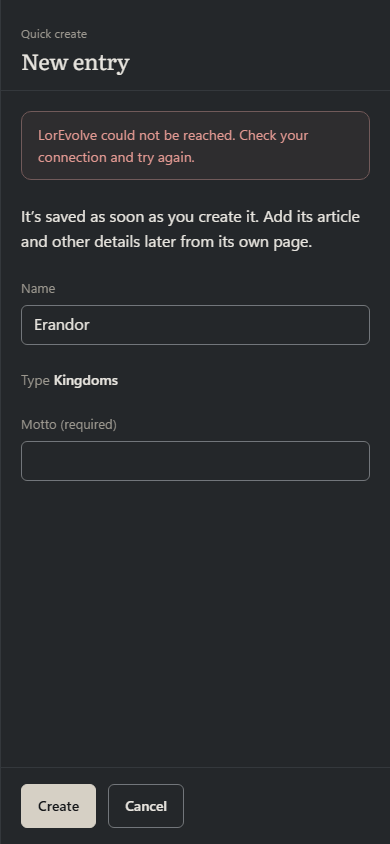 Quick create
New entry
LorEvolve could not be reached. Check your
connection and try again.
It’s saved as soon as you create it. Add its article
and other details later from its own page.
Name
Erandor
Type Kingdoms
Motto (required)
Create
Cancel